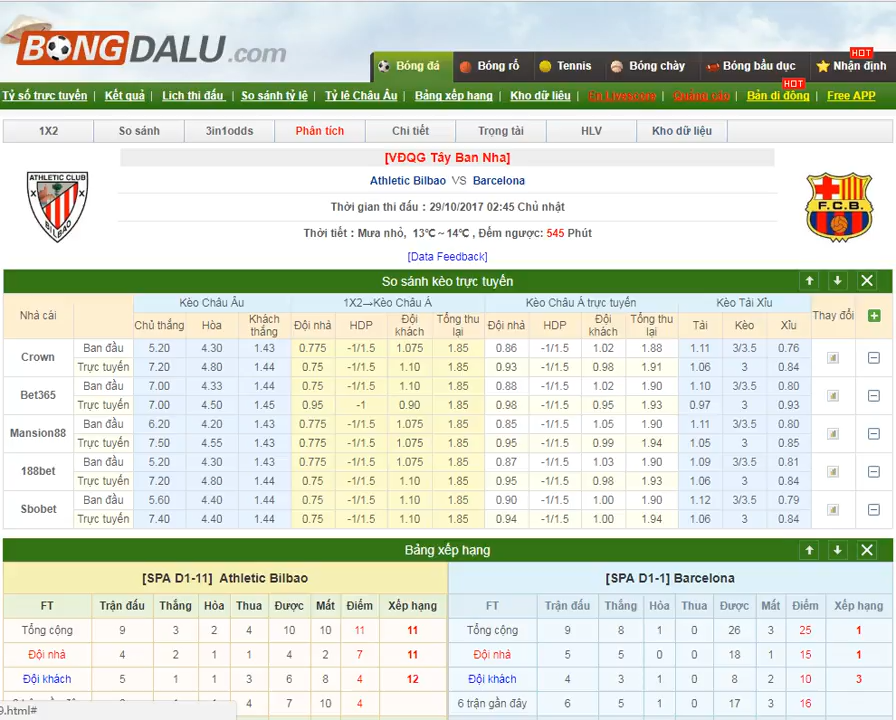 BONGDALU.com
Bóng đá Bóng rổ Tennis Bóng chày Bóng bầu dục HOT Nhận định
Tỷ số trực tuyến | Kết quả | Lịch thi đấu | So sánh tỷ lệ | Tỷ lệ Châu Âu | Bảng xếp hạng | Kho dữ liệu | En Livescore | Quảng cáo | HOT Bản di động | Free APP
1X2 So sánh 3in1odds Phân tích Chi tiết Trọng tài HLV Kho dữ liệu
[VĐQG Tây Ban Nha]
ATHLETIC CLUB
BILBAO
F.C.B.
Athletic Bilbao VS Barcelona
Thời gian thi đấu : 29/10/2017 02:45 Chủ nhật
Thời tiết : Mưa nhỏ, 13℃～14℃ , Đếm ngược: 545 Phút
[Data Feedback]
So sánh kèo trực tuyến
Nhà cái Kèo Châu Âu 1X2→Kèo Châu Á Kèo Châu Á trực tuyến Kèo Tài Xỉu Thay đổi
Chủ thắng Hòa Khách thắng Đội nhà HDP Đội khách Tổng thu lại Đội nhà HDP Đội khách Tổng thu lại Tài Kèo Xỉu
Crown Ban đầu 5.20 4.30 1.43 0.775 -1/1.5 1.075 1.85 0.86 -1/1.5 1.02 1.88 1.11 3/3.5 0.76
Trực tuyến 7.20 4.80 1.44 0.75 -1/1.5 1.10 1.85 0.93 -1/1.5 0.98 1.91 1.06 3 0.84
Bet365 Ban đầu 7.00 4.33 1.44 0.75 -1/1.5 1.10 1.85 0.88 -1/1.5 1.02 1.90 1.10 3/3.5 0.80
Trực tuyến 7.00 4.50 1.45 0.95 -1 0.90 1.85 0.98 -1/1.5 0.95 1.93 0.97 3 0.93
Mansion88 Ban đầu 6.20 4.20 1.43 0.775 -1/1.5 1.075 1.85 0.85 -1/1.5 1.05 1.90 1.11 3/3.5 0.80
Trực tuyến 7.50 4.55 1.43 0.75 -1/1.5 1.10 1.85 0.95 -1/1.5 0.99 1.94 1.05 3 0.85
188bet Ban đầu 5.20 4.30 1.43 0.775 -1/1.5 1.075 1.85 0.87 -1/1.5 1.03 1.90 1.09 3/3.5 0.81
Trực tuyến 7.20 4.80 1.44 0.75 -1/1.5 1.10 1.85 0.95 -1/1.5 0.98 1.93 1.06 3 0.84
Sbobet Ban đầu 5.60 4.40 1.44 0.75 -1/1.5 1.10 1.85 0.90 -1/1.5 1.00 1.90 1.12 3/3.5 0.79
Trực tuyến 7.40 4.40 1.44 0.75 -1/1.5 1.10 1.85 0.94 -1/1.5 1.00 1.94 1.06 3 0.84
Bảng xếp hạng
[SPA D1-11] Athletic Bilbao [SPA D1-1] Barcelona
FT Trận đấu Thắng Hòa Thua Được Mất Điểm Xếp hạng FT Trận đấu Thắng Hòa Thua Được Mất Điểm Xếp hạng
Tổng cộng 9 3 2 4 10 10 11 11 Tổng cộng 9 8 1 0 26 3 25 1
Đội nhà 4 2 1 1 4 2 7 11 Đội nhà 5 5 0 0 18 1 15 1
Đội khách 5 1 1 3 6 8 4 12 Đội khách 4 3 1 0 8 2 10 3
4 7 10 4 6 trận gần đây 6 5 1 0 17 3 16
9.html#